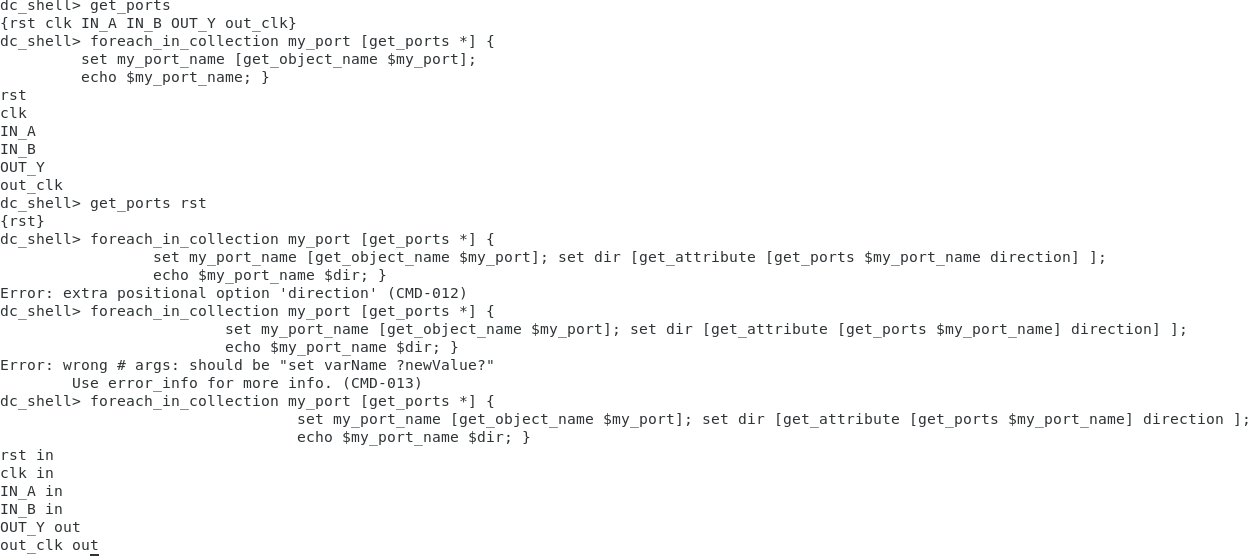 dc_shell> get_ports
{rst clk IN_A IN_B OUT_Y out_clk}
dc_shell> foreach_in_collection my_port [get_ports *] {
         set my_port_name [get_object_name $my_port];
         echo $my_port_name; }
rst
clk
IN_A
IN_B
OUT_Y
out_clk
dc_shell> get_ports rst
{rst}
dc_shell> foreach_in_collection my_port [get_ports *] {
                 set my_port_name [get_object_name $my_port]; set dir [get_attribute [get_ports $my_port_name direction] ];
                 echo $my_port_name $dir; }
Error: extra positional option 'direction' (CMD-012)
dc_shell> foreach_in_collection my_port [get_ports *] {
                         set my_port_name [get_object_name $my_port]; set dir [get_attribute [get_ports $my_port_name] direction] ];
                         echo $my_port_name $dir; }
Error: wrong # args: should be "set varName ?newValue?"
        Use error_info for more info. (CMD-013)
dc_shell> foreach_in_collection my_port [get_ports *] {
                                 set my_port_name [get_object_name $my_port]; set dir [get_attribute [get_ports $my_port_name] direction ];
                                 echo $my_port_name $dir; }
rst in
clk in
IN_A in
IN_B in
OUT_Y out
out_clk out